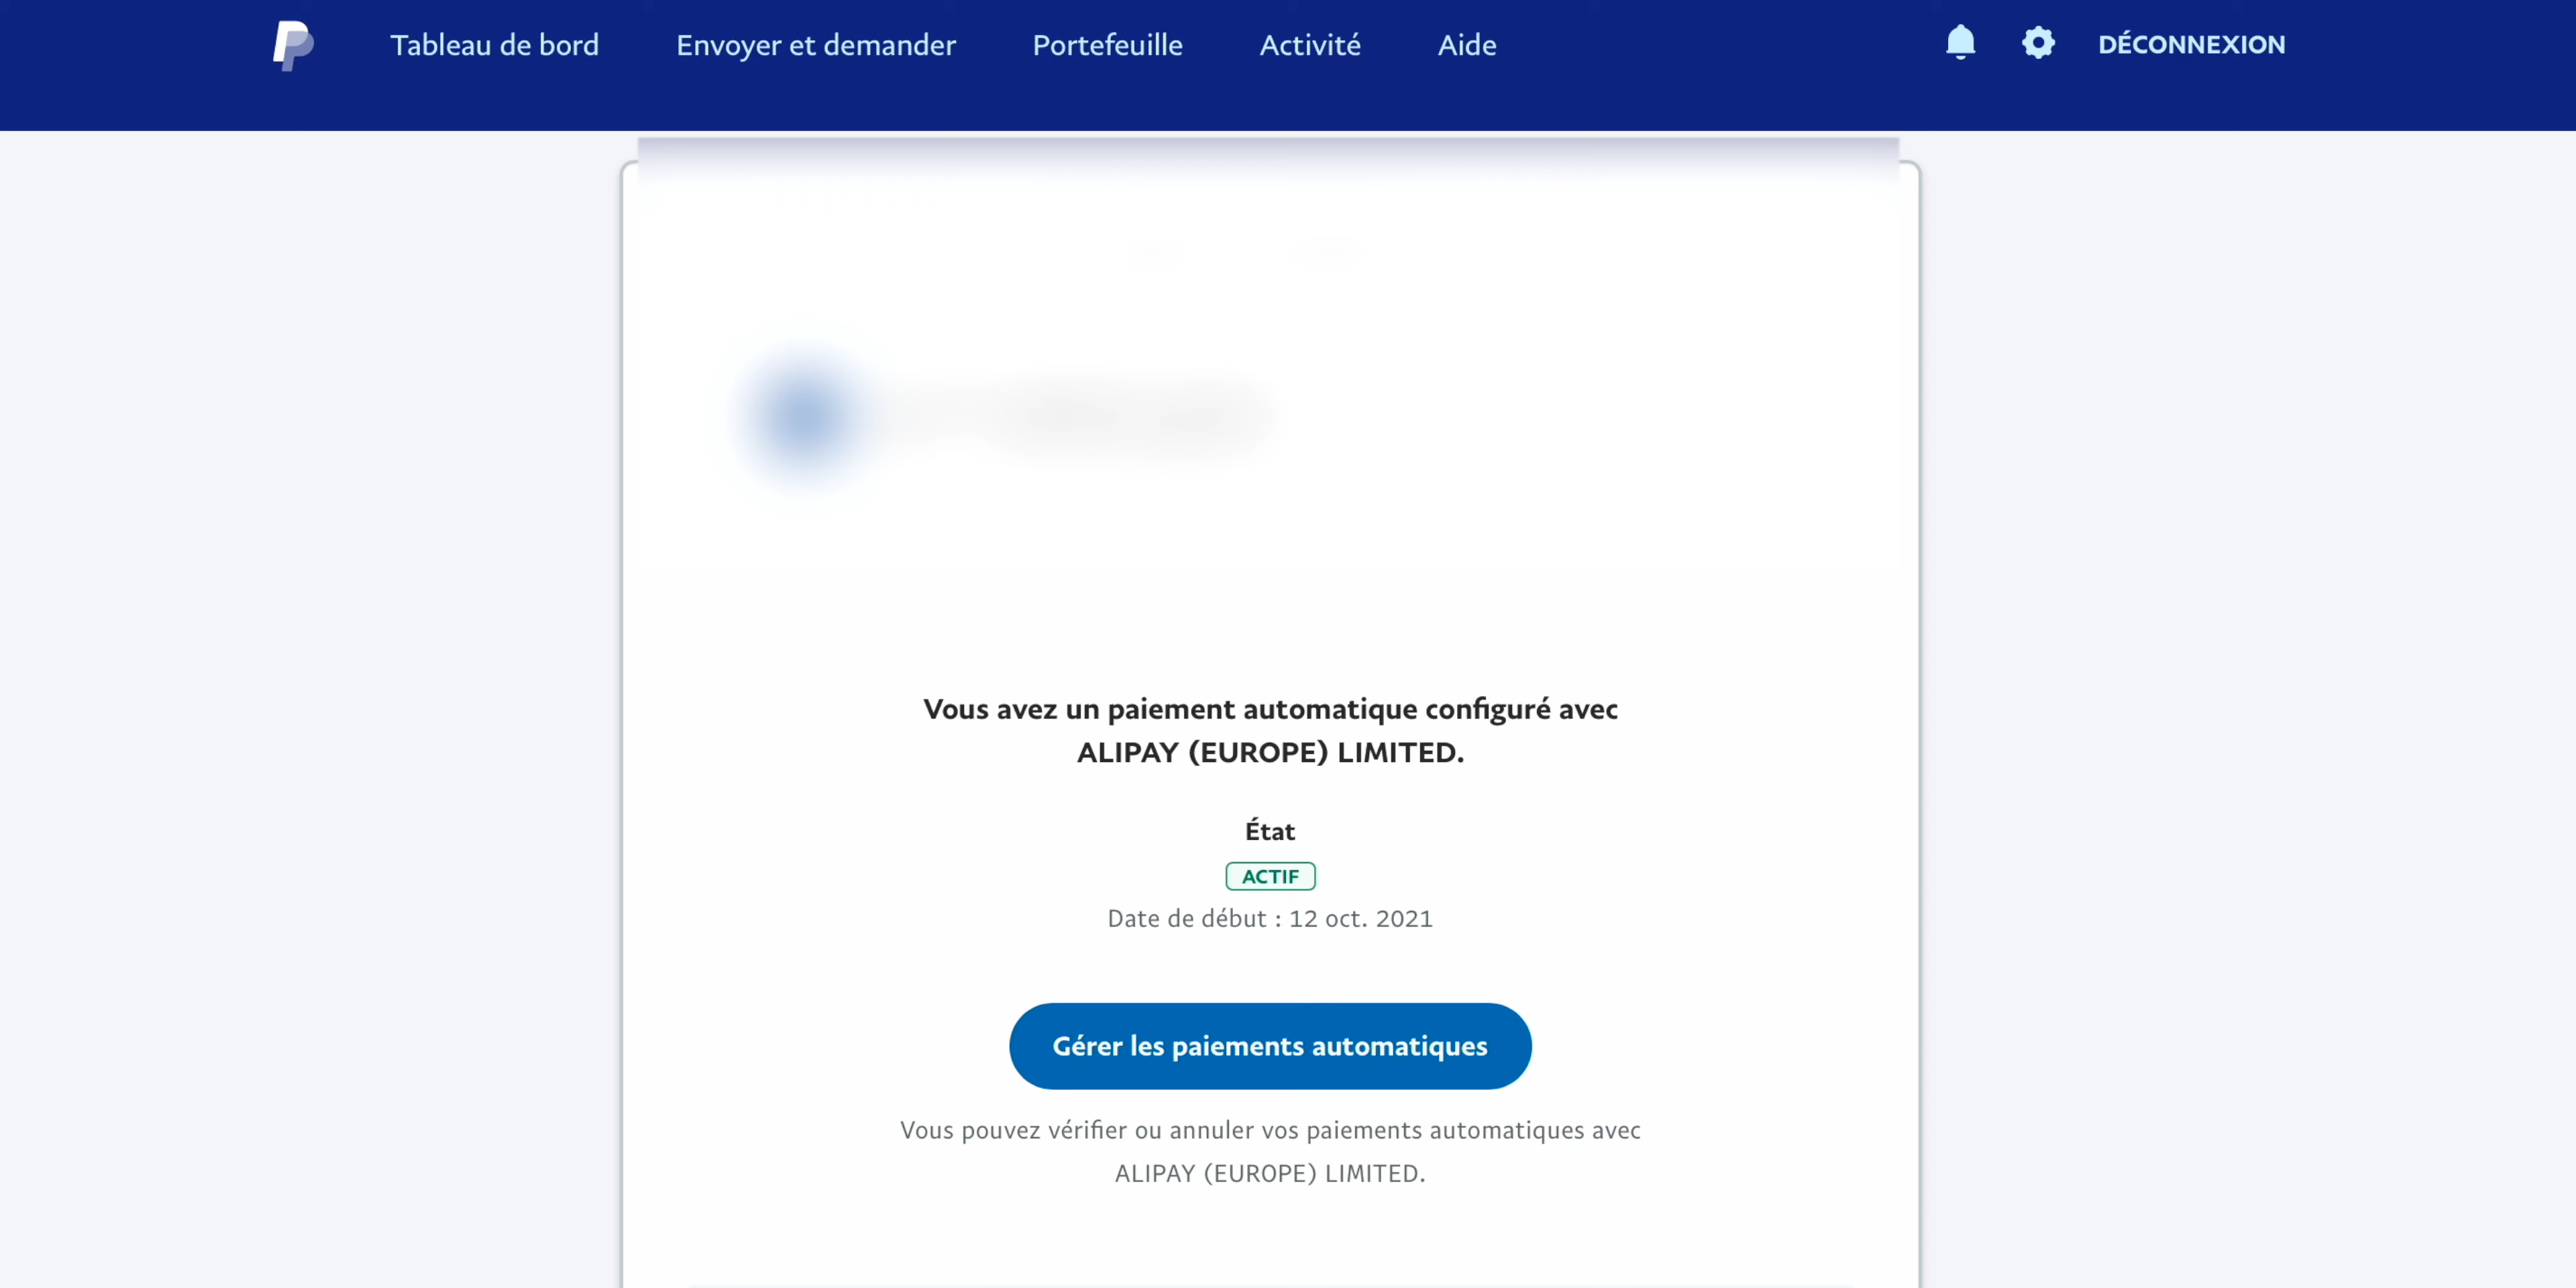 Tableau de bord Envoyer et demander Portefeuille Activité Aide DÉCONNEXION
Vous avez un paiement automatique configuré avec
ALIPAY (EUROPE) LIMITED.
État
ACTIF
Date de début : 12 oct. 2021
Gérer les paiements automatiques
Vous pouvez vérifier ou annuler vos paiements automatiques avec
ALIPAY (EUROPE) LIMITED.